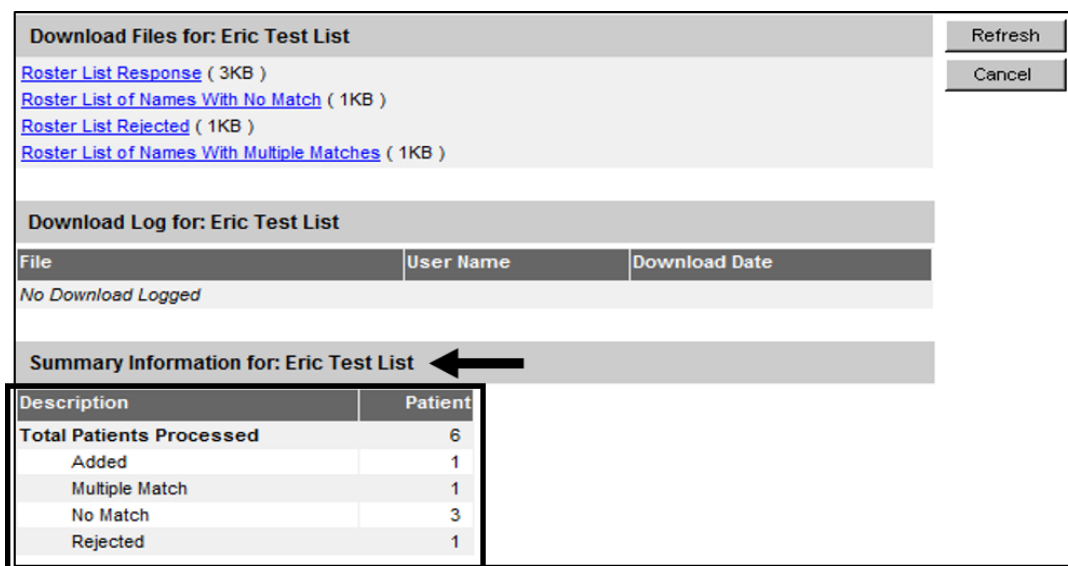 Download Files for: Eric Test List
Refresh
Roster List Response ( 3KB )
Cancel
Roster List of Names With No Match ( 1KB )
Roster List Rejected ( 1KB )
Roster List of Names With Multiple Matches ( 1KB )
Download Log for: Eric Test List
File User Name Download Date
No Download Logged
Summary Information for: Eric Test List
Description Patient
Total Patients Processed 6
Added 1
Multiple Match 1
No Match 3
Rejected 1